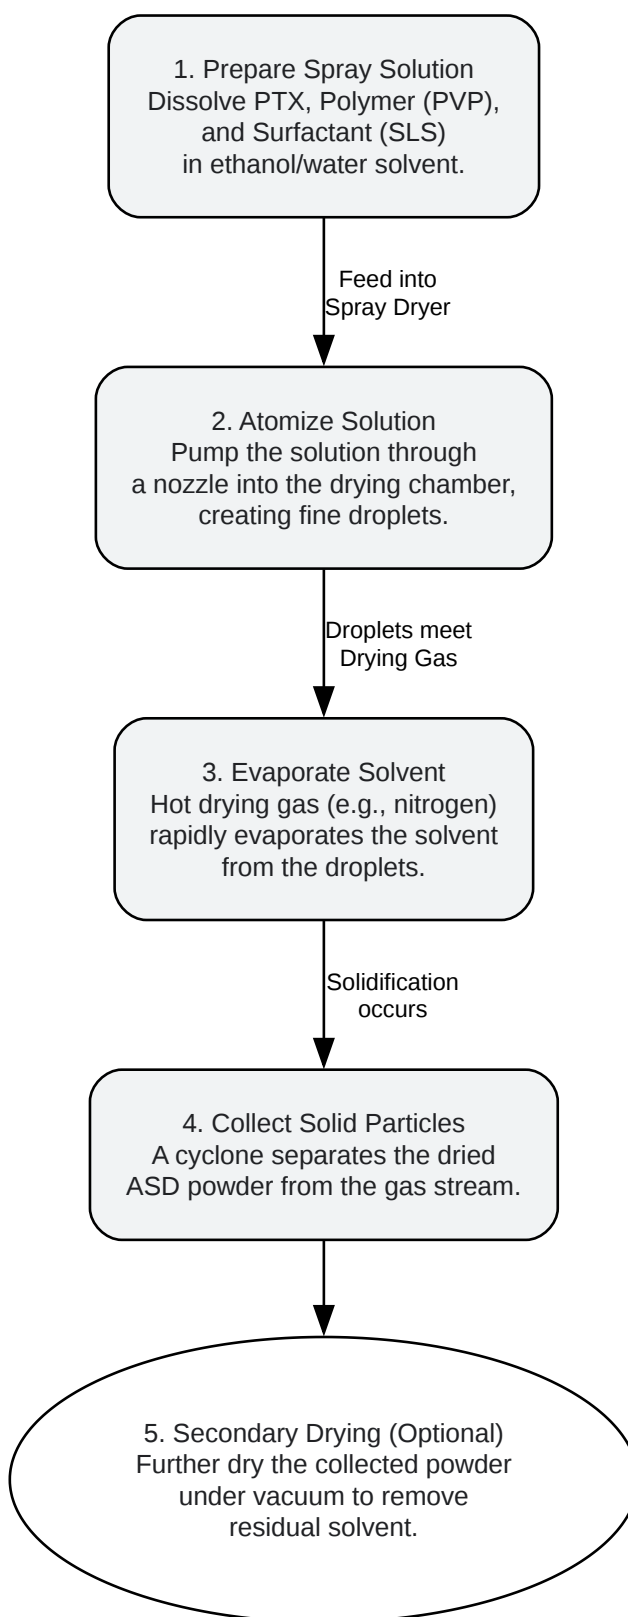 1. Prepare Spray Solution
Dissolve PTX, Polymer (PVP),
and Surfactant (SLS)
in ethanol/water solvent.
Feed into
Spray Dryer
2. Atomize Solution
Pump the solution through
a nozzle into the drying chamber,
creating fine droplets.
Droplets meet
Drying Gas
3. Evaporate Solvent
Hot drying gas (e.g., nitrogen)
rapidly evaporates the solvent
from the droplets.
Solidification
occurs
4. Collect Solid Particles
A cyclone separates the dried
ASD powder from the gas stream.
5. Secondary Drying (Optional)
Further dry the collected powder
under vacuum to remove
residual solvent.